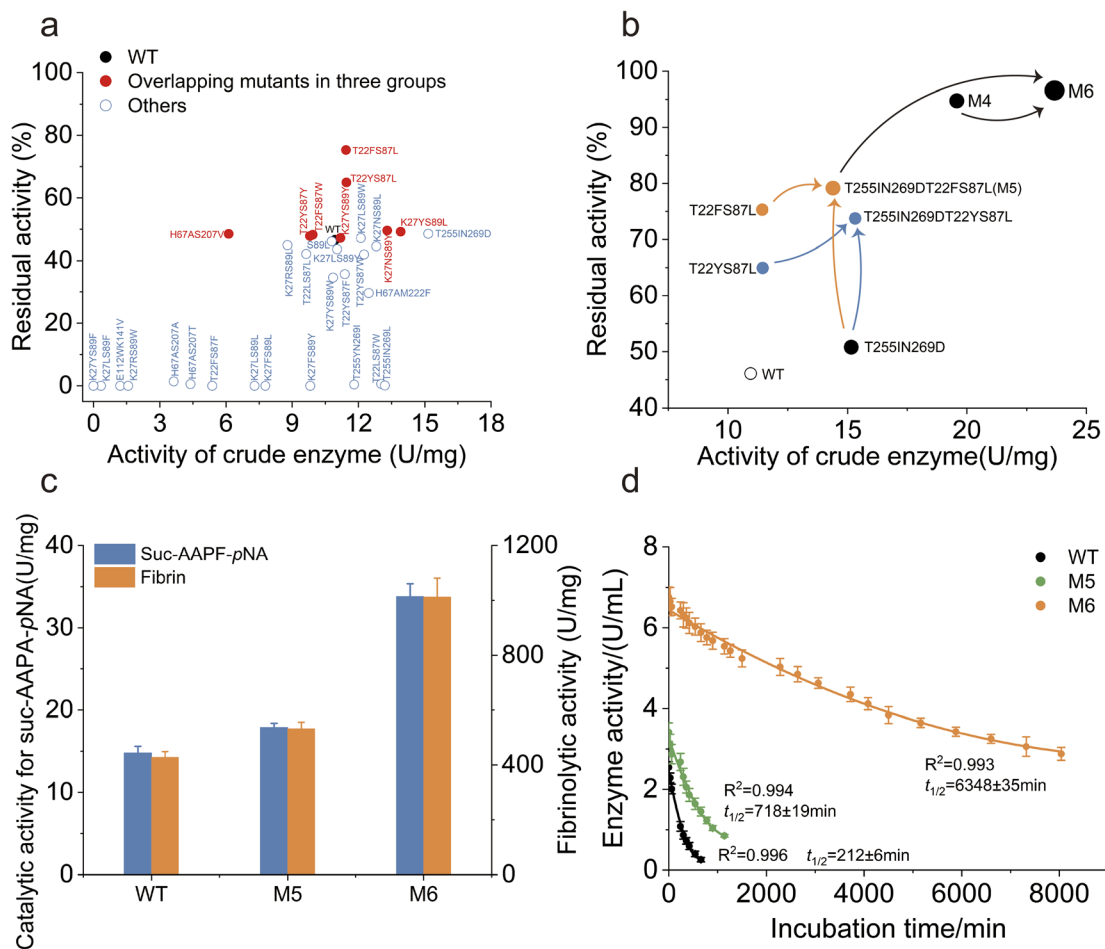 a
WT
Overlapping mutants in three groups
Others
Residual activity (%)
100
80
60
40
20
0
T22FS87L
T22YS87L
T22YS87Y
T22FS87W
K27YS89Y
K27LS89W
K27NS89L
K27YS89L
K27NS89Y
H67AS207V
WT
S89L
K27LS89Y
T255IN269D
K27RS89L
T22LS87L
K27YS89W
T22YS87F
T22YS87W
H67AM222F
K27YS89F
K27LS89F
E112WK141V
K27RS89W
H67AS207A
H67AS207T
T22FS87F
K27LS89L
K27FS89L
K27FS89Y
T255YN269I
T22LS87W
T255IN269L
0 3 6 9 12 15 18
Activity of crude enzyme (U/mg)
b
Residual activity (%)
100
90
80
70
60
50
40
M4
M6
T22FS87L
T255IN269DT22FS87L(M5)
T255IN269DT22YS87L
T22YS87L
T255IN269D
WT
10 15 20 25
Activity of crude enzyme(U/mg)
c
Catalytic activity for suc-AAPA-pNA(U/mg)
40
30
20
10
0
Suc-AAPF-pNA
Fibrin
1200
800
400
0
Fibrinolytic activity (U/mg)
WT M5 M6
d
Enzyme activity/(U/mL)
8
6
4
2
0
WT
M5
M6
R²=0.993
t1/2=6348±35min
R²=0.994
t1/2=718±19min
R²=0.996 t1/2=212±6min
0 2000 4000 6000 8000
Incubation time/min